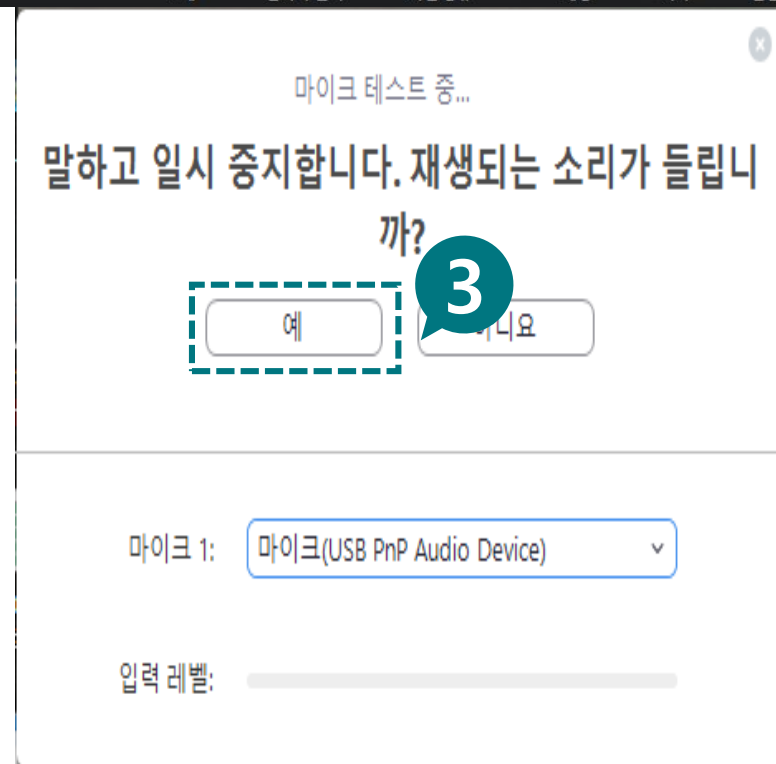 마이크 테스트 중...
말하고 일시 중지합니다. 재생되는 소리가 들립니
까?
3
예
니요
마이크 1: 마이크(USB PnP Audio Device)
입력 레벨: